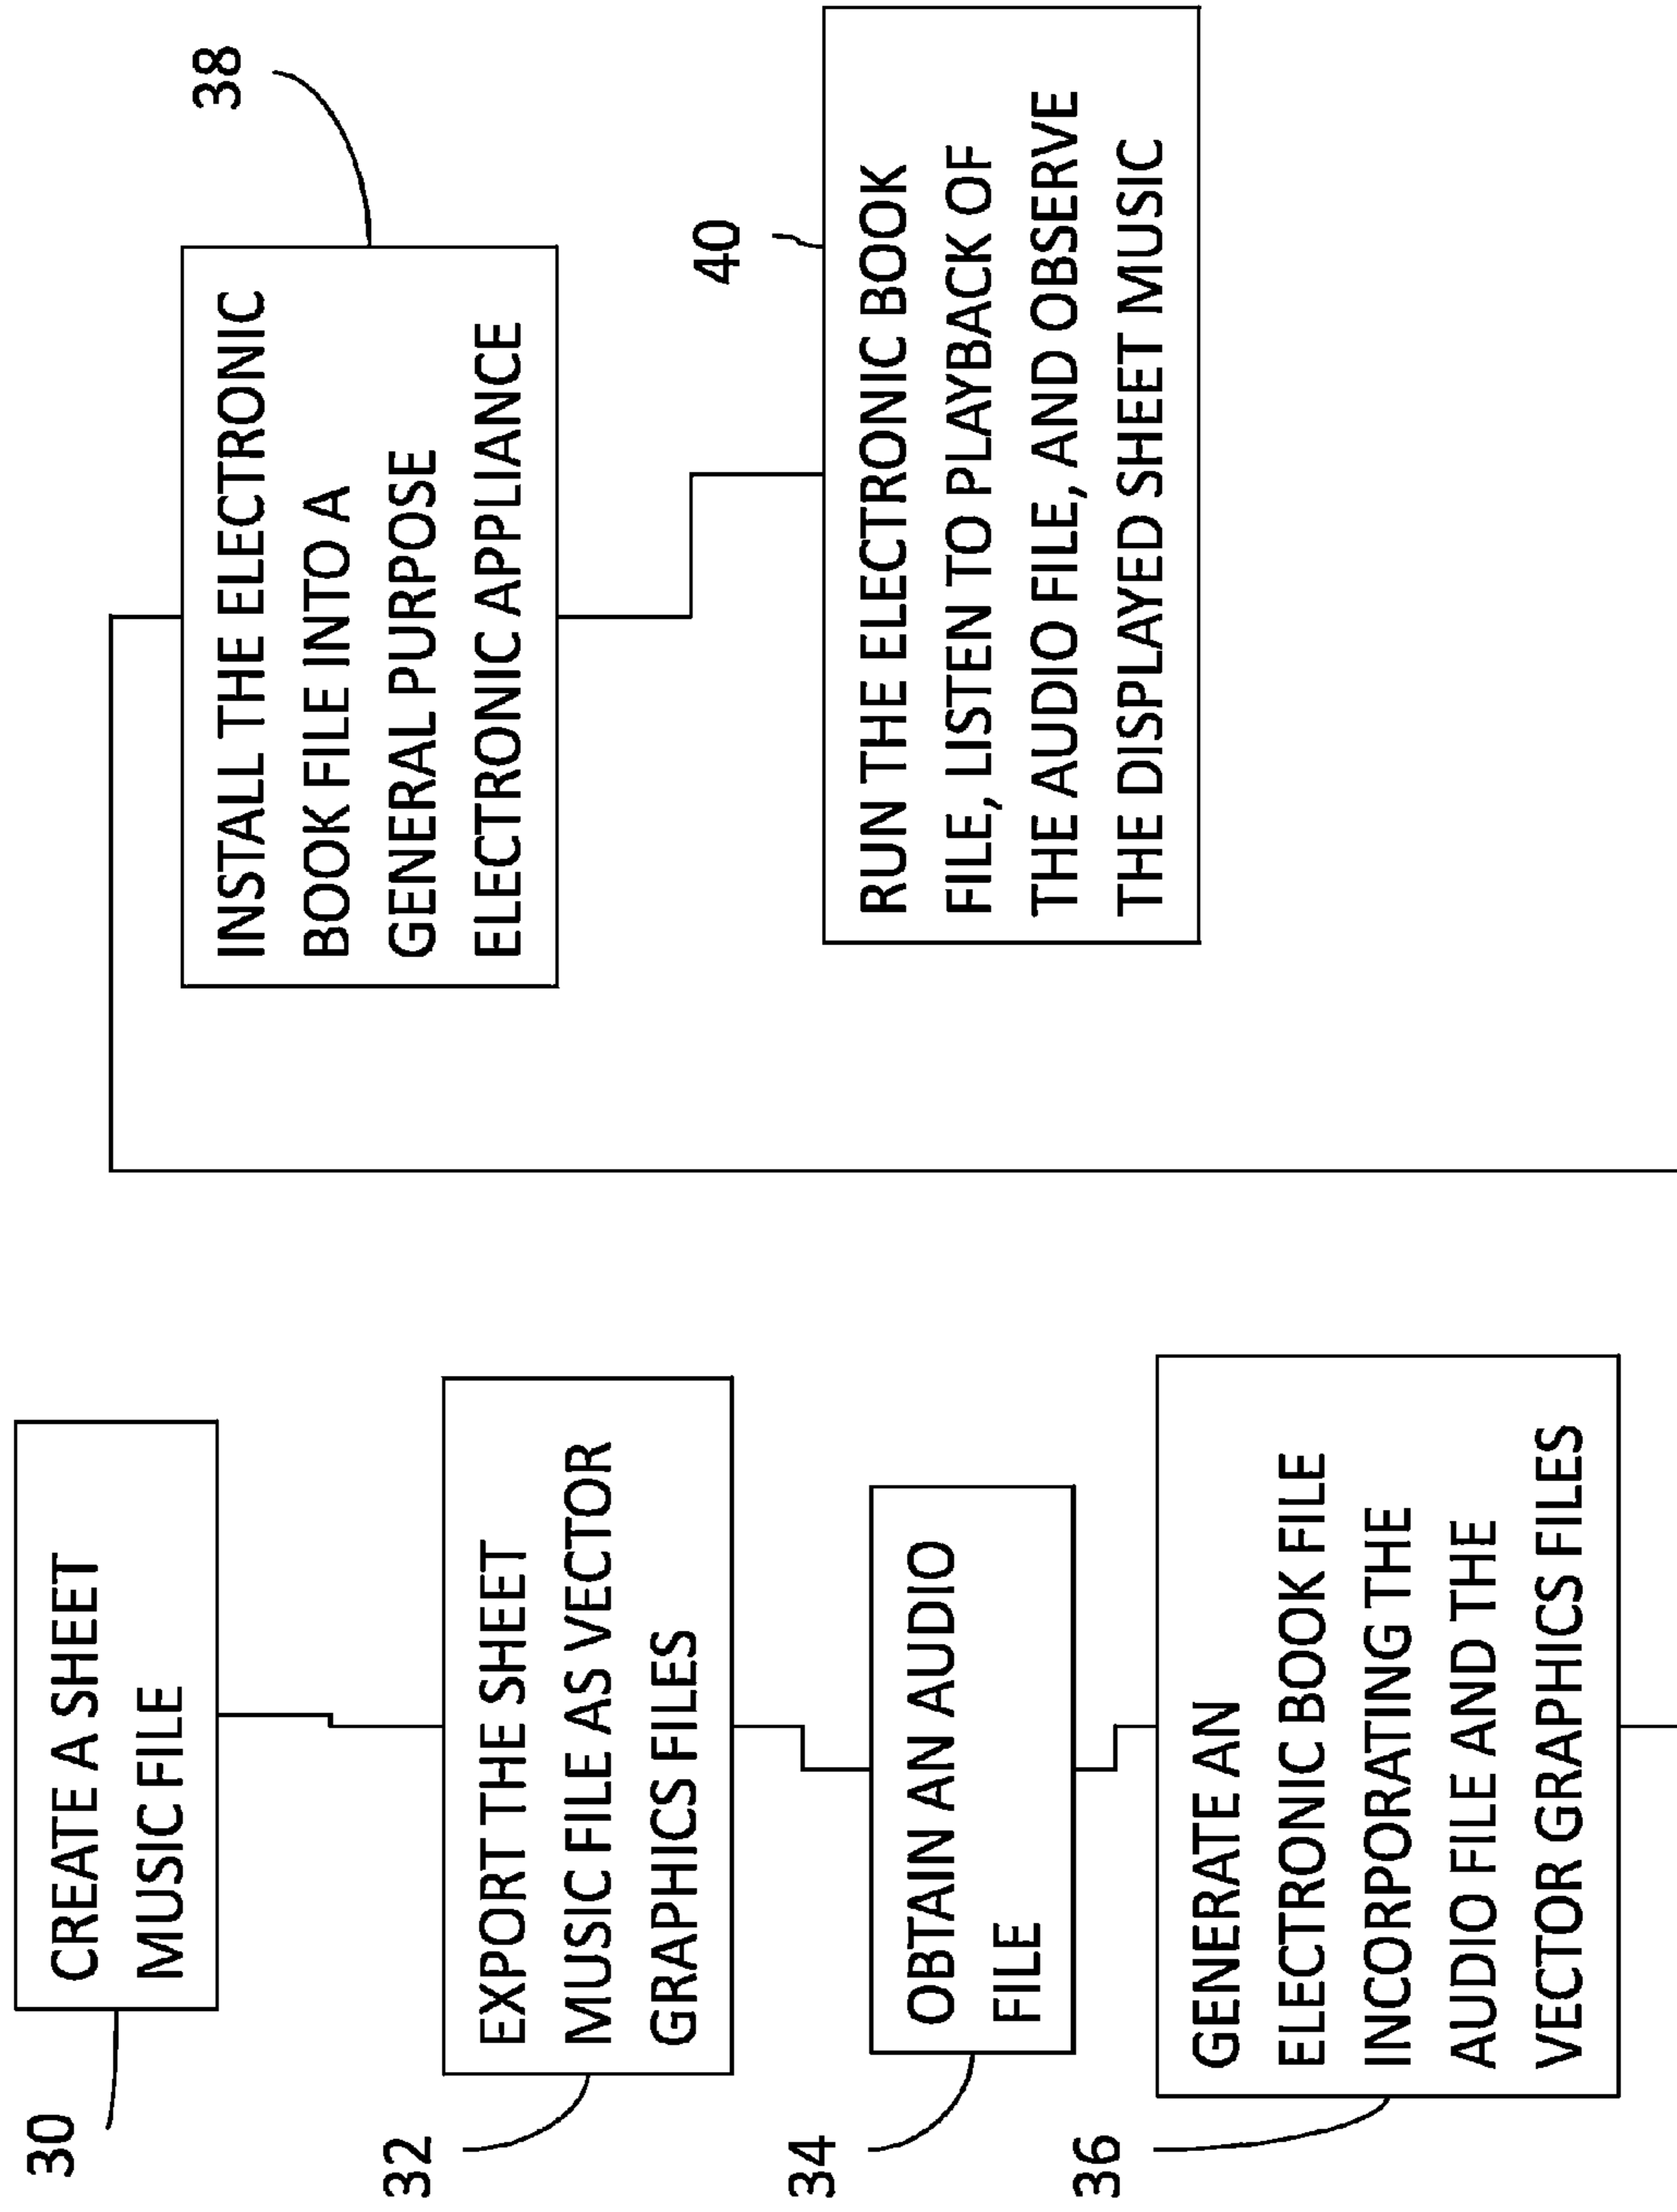 30
CREATE A SHEET
MUSIC FILE
32
EXPORT THE SHEET
MUSIC FILE AS VECTOR
GRAPHICS FILES
34
OBTAIN AN AUDIO
FILE
36
GENERATE AN
ELECTRONIC BOOK FILE
INCORPORATING THE
AUDIO FILE AND THE
VECTOR GRAPHICS FILES
38
INSTALL THE ELECTRONIC
BOOK FILE INTO A
GENERAL PURPOSE
ELECTRONIC APPLIANCE
40
RUN THE ELECTRONIC BOOK
FILE, LISTEN TO PLAYBACK OF
THE AUDIO FILE, AND OBSERVE
THE DISPLAYED SHEET MUSIC